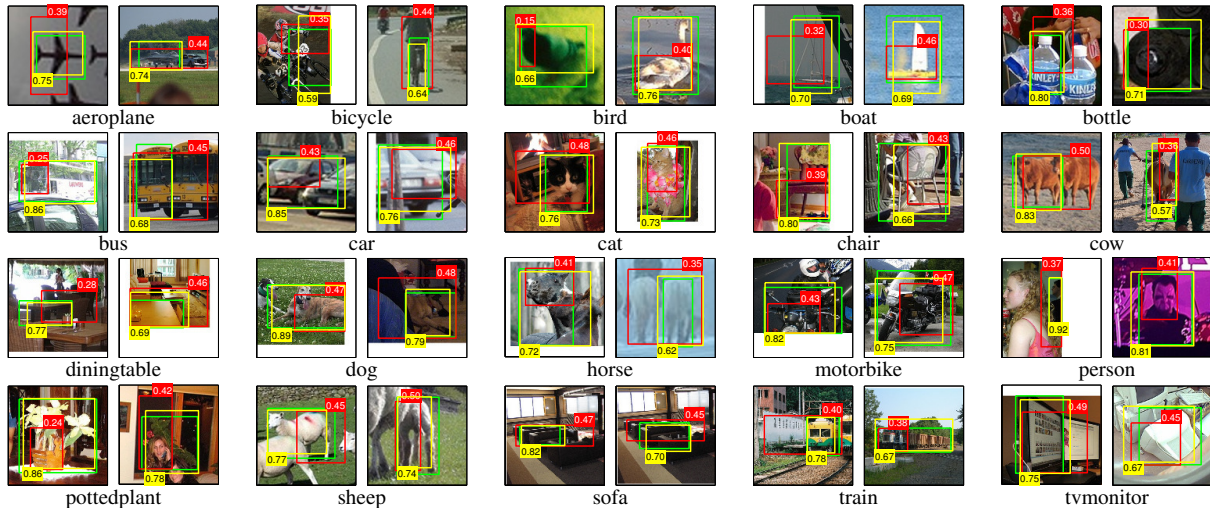 0.39 0.44 0.35 0.44 0.15 0.40 0.32 0.46 0.36 0.30
0.75 0.74 0.59 0.64 0.66 0.76 0.70 0.69 0.80 0.71
KINLEY KINLE
aeroplane bicycle bird boat bottle
0.25 0.45 0.43 0.46 0.48 0.46 0.39 0.43 0.50 0.36
0.86 0.68 0.85 0.76 0.76 0.73 0.80 0.66 0.83 0.57
bus car cat chair cow
0.28 0.46 0.47 0.48 0.41 0.35 0.43 0.47 0.37 0.41
0.77 0.69 0.89 0.79 0.72 0.62 0.82 0.75 0.92 0.81
diningtable dog horse motorbike person
0.24 0.42 0.45 0.50 0.47 0.45 0.40 0.38 0.49 0.45
0.86 0.78 0.77 0.74 0.82 0.70 0.78 0.67 0.75 0.67
pottedplant sheep sofa train tvmonitor